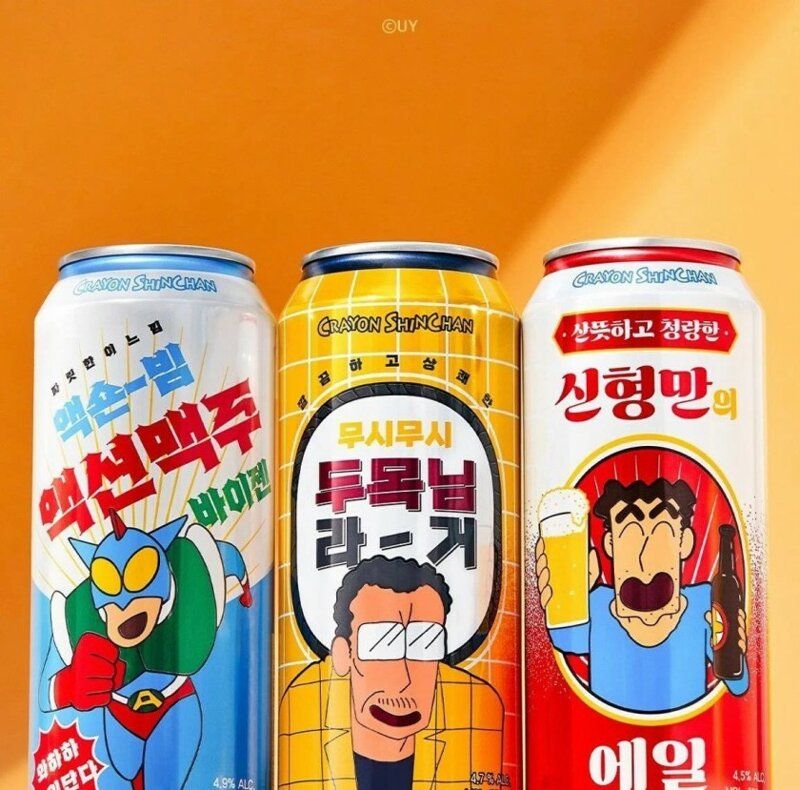 ©UY
CRAYON SHINCHAN
짜릿한 이 느낌
액숀-빔
액션맥주
바이젠
와하하
4.9% ALC.
CRAYON SHINCHAN
깔끔하고 상쾌한
무시무시
두목님
라-거
4.7% ALC.
CRAYON SHINCHAN
산뜻하고 청량한
신형만의
에일
4.5% ALC.